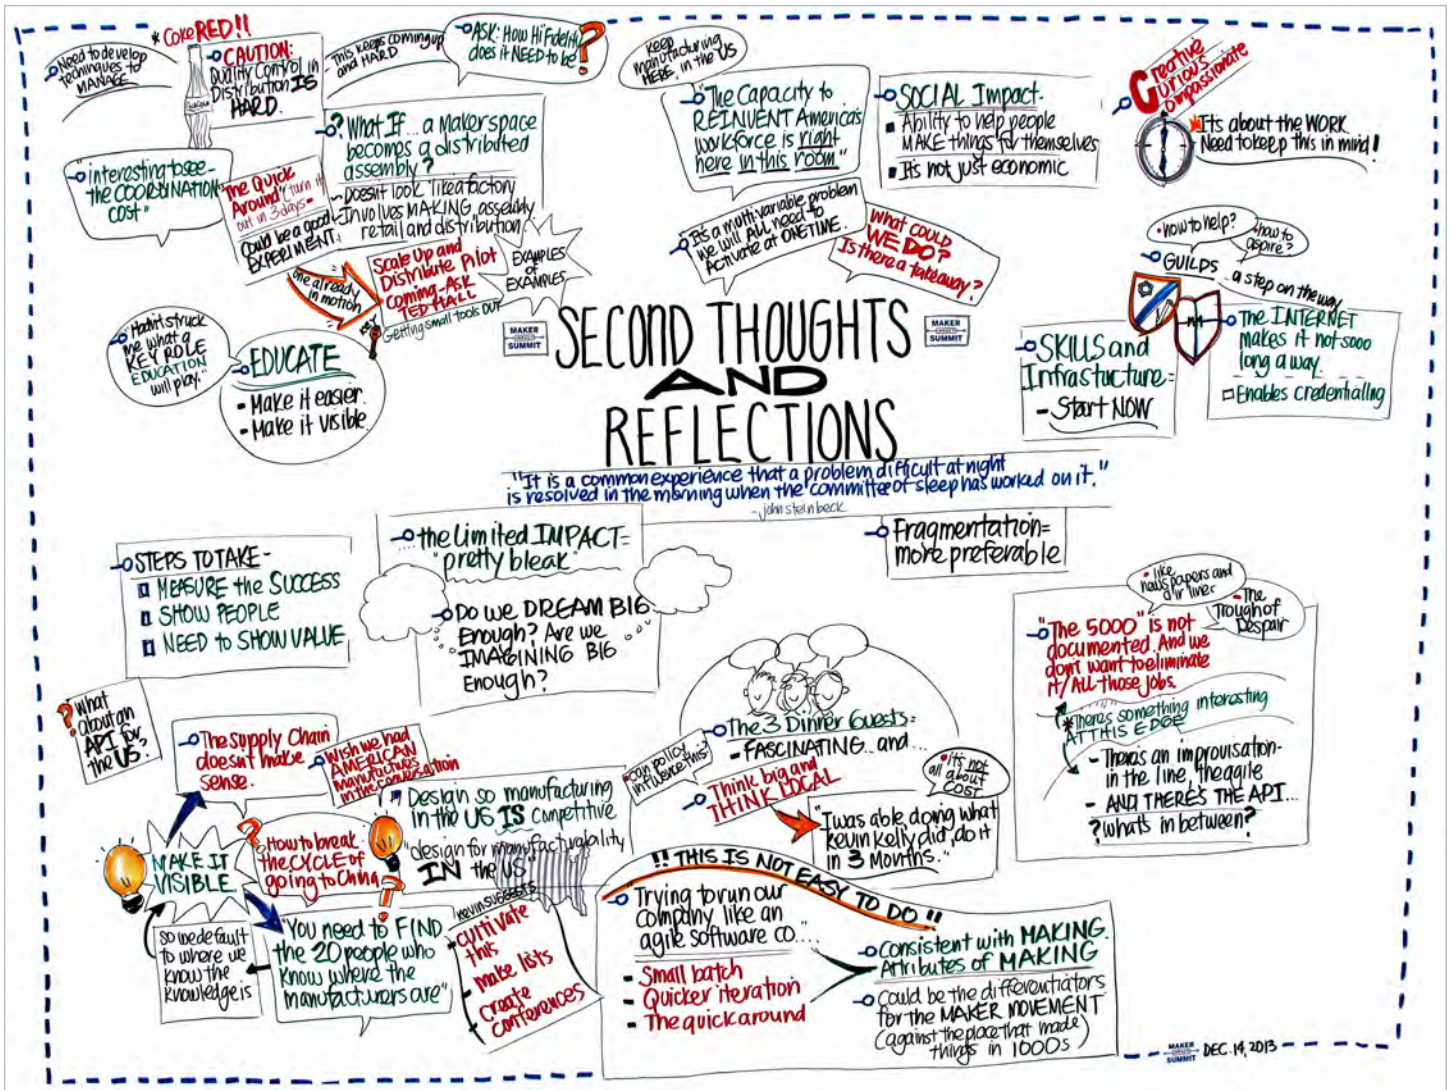 * Coke RED!!
Need to develop
techniques to
MANAGE
CAUTION:
Quality Control in
Distribution IS
HARD.
This keeps coming up
and HARD.
ASK: How Hi Fidelity
does it NEED to be?
"interesting to see -
the COORDINATION
cost"
? What If... a makerspace
becomes a distributed
assembly?
- Doesn't look "like a factory
- Involves MAKING, assembly
retail and distribution.
"The Quick
Around" (turn it
out in 3 days -
Could be a good
EXPERIMENT.
one already
in motion
Scale Up and
Distribute Pilot
coming - Ask
TED HALL
Getting small tools OUT
EXAMPLES
of
EXAMPLES
"Hadn't struck
me what a
KEY ROLE
EDUCATION
will play."
EDUCATE
- Make it easier.
- Make it visible.
Keep
manufacturing
HERE, in the US
"The Capacity to
REINVENT America's
workforce is right
here in this room"
SOCIAL Impact.
Ability to help people
MAKE things for themselves
It's not just economic
It's a multivariable problem
we will ALL need to
Activate at ONE TIME.
What COULD
WE DO?
Is there a takeaway?
Creative
Curious
Compassionate
It's about the WORK.
Need to keep this in mind!
• how to help?
• how to
aspire?
GUILDS ...a step on the way
SKILLS and
Infrastucture =
- Start NOW
M
The INTERNET
makes it not sooo
long a way.
Enables credentialing
MAKER
SUMMIT
SECOND THOUGHTS
AND
REFLECTIONS
MAKER
SUMMIT
"It is a common experience that a problem difficult at night
is resolved in the morning when the committee of sleep has worked on it."
- john steinbeck
STEPS TO TAKE -
MEASURE the SUCCESS
SHOW PEOPLE
NEED to SHOW VALUE
...the limited IMPACT =
"pretty bleak"
Do we DREAM BIG
Enough? Are we
IMAGINING BIG
Enough?
Fragmentation =
more preferable
• like
newspapers and
air liner
• The
Trough of
Despair
"The 5000" is not
documented. And we
don't want to eliminate
it/All those jobs.
* There's something interesting
AT THIS EDGE
- There's an improvisation -
in the line, the agile
- AND THERE'S THE API...
? What's in between?
? What
about an
API for
the US?
The Supply Chain
doesn't make
sense.
Wish we had
AMERICAN
manufactures
in the conversation
The 3 Dinner Guests =
- FASCINATING... and...
• can policy
influence this?
Think big and
THINK LOCAL
• it's not
all about
COST
"I was able, doing what
kevin kelly did, do it
in 3 Months."
MAKE IT
VISIBLE.
? How to break
the CYCLE of
going to China
Design so manufacturing
in the US IS competitive
"design for manufacturability
IN the US"
so we default
to where we
know the
knowledge is
"You need to FIND
the 20 people who
know where the
manufacturers are"
kevin suggests
- cultivate
this
- make lists
- create
conferences
!! THIS IS NOT EASY TO DO !!
Trying to run our
company like an
agile software co....
- Small batch
- Quicker iteration
- The quick around
Consistent with MAKING.
Attributes of MAKING
Could be the differentiators
for the MAKER MOVEMENT
(against the place that made
things in 1000s)
MAKER
SUMMIT
DEC. 14, 2013